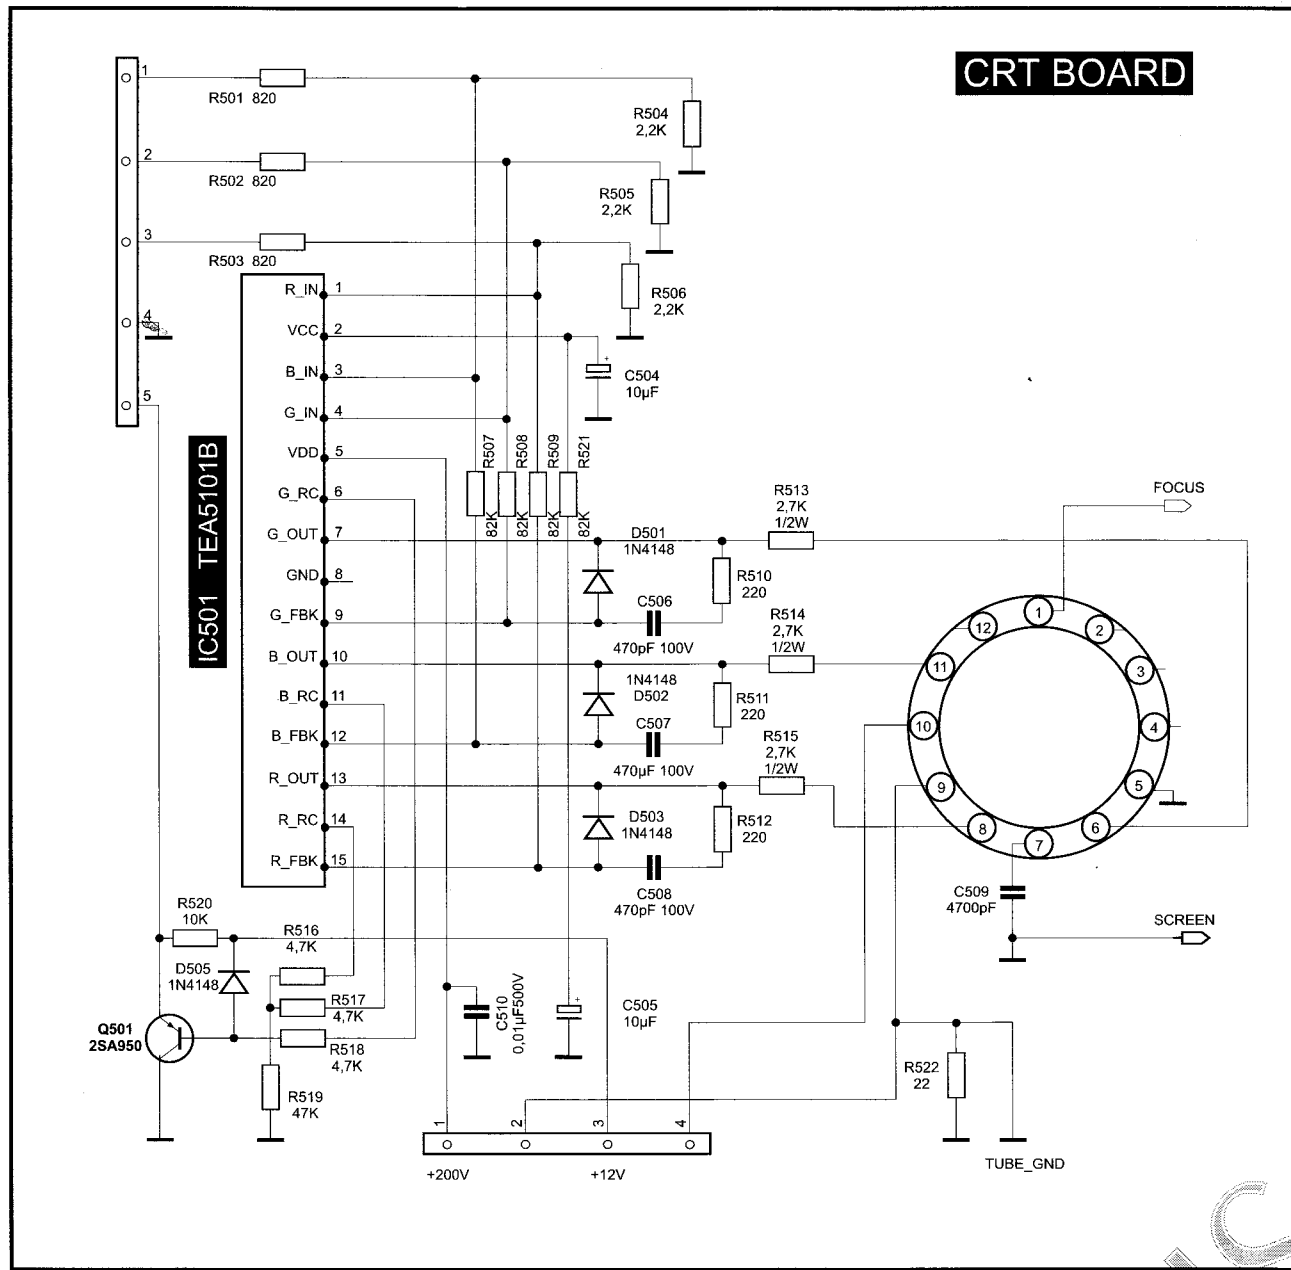 CRT BOARD
1
R501 820
R504
2,2K
2
R502 820
R505
2,2K
3
R503 820
R506
2,2K
4
5
IC501 TEA5101B
R_IN 1
VCC 2
B_IN 3
G_IN 4
VDD 5
G_RC 6
G_OUT 7
GND 8
G_FBK 9
B_OUT 10
B_RC 11
B_FBK 12
R_OUT 13
R_RC 14
R_FBK 15
+
C504
10µF
R507
82K
R508
82K
R509
82K
R521
82K
D501
1N4148
R513
2,7K
1/2W
R510
220
C506
470pF 100V
R514
2,7K
1/2W
1N4148
D502
R511
220
C507
470µF 100V
R515
2,7K
1/2W
D503
1N4148
R512
220
C508
470pF 100V
FOCUS
1
2
3
4
5
6
7
8
9
10
11
12
C509
4700pF
SCREEN
R520
10K
R516
4,7K
D505
1N4148
R517
4,7K
Q501
2SA950
R518
4,7K
R519
47K
C510
0,01µF500V
+
C505
10µF
R522
22
TUBE_GND
1
2
3
4
+200V
+12V